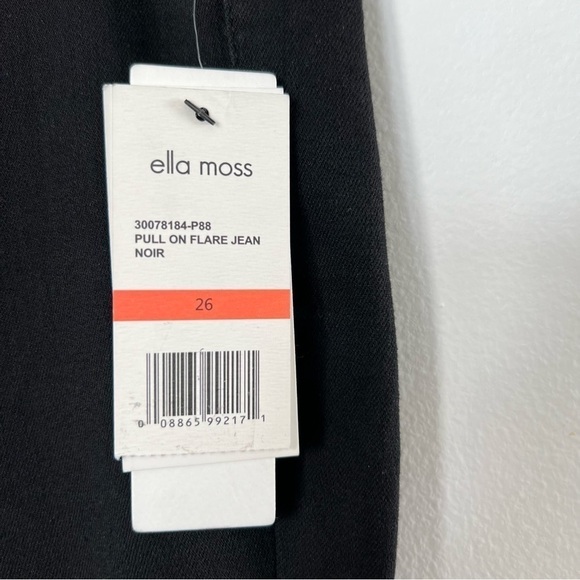 ella moss
30078184-P88
PULL ON FLARE JEAN
NOIR
26
0 08865 99217 1